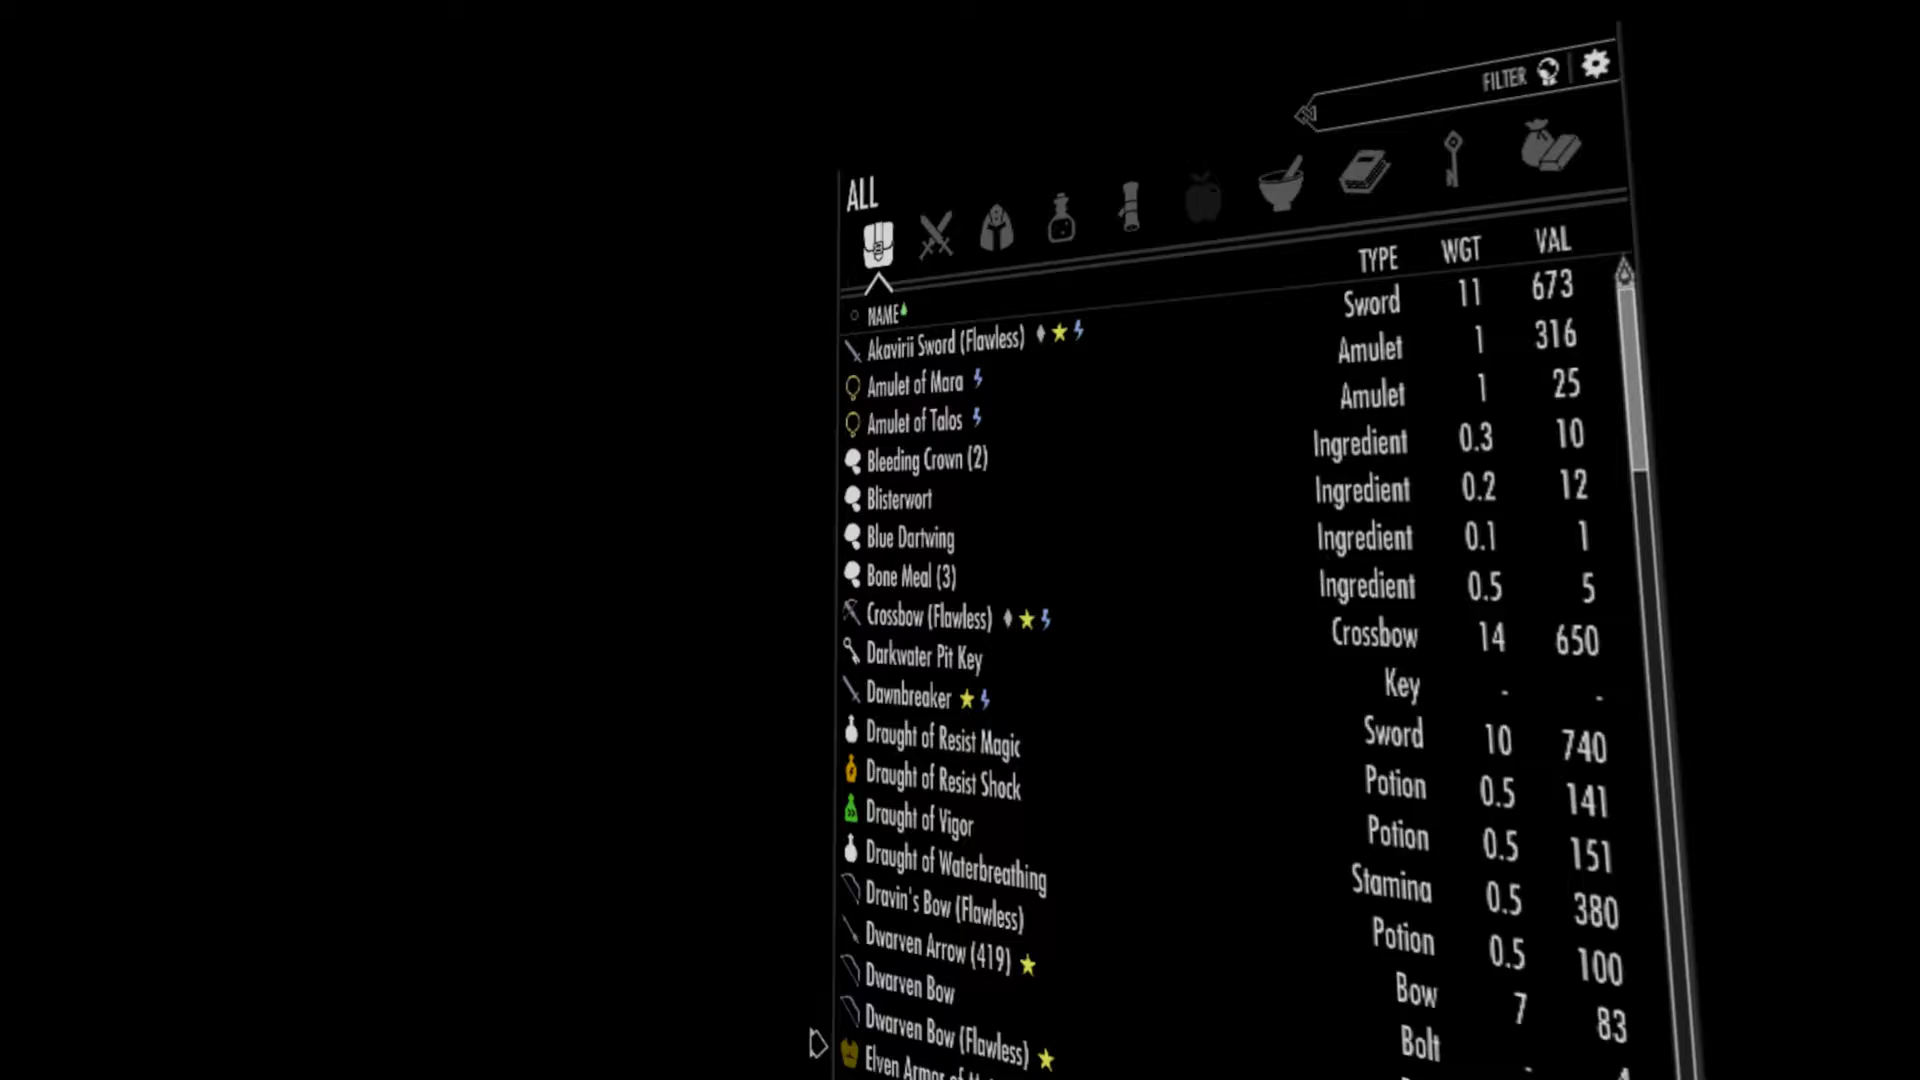 FILTER
ALL
NAME TYPE WGT VAL
Akavirii Sword (Flawless) Sword 11 673
Amulet of Mara Amulet 1 316
Amulet of Talos Amulet 1 25
Bleeding Crown (2) Ingredient 0.3 10
Blisterwort Ingredient 0.2 12
Blue Dartwing Ingredient 0.1 1
Bone Meal (3) Ingredient 0.5 5
Crossbow (Flawless) Crossbow 14 650
Darkwater Pit Key Key - -
Dawnbreaker Sword 10 740
Draught of Resist Magic Potion 0.5 141
Draught of Resist Shock Potion 0.5 151
Draught of Vigor Stamina 0.5 380
Draught of Waterbreathing Potion 0.5 100
Dravin's Bow (Flawless) Bow 7 83
Dwarven Arrow (419) Bolt -
Dwarven Bow
Dwarven Bow (Flawless)
Elven Armor of